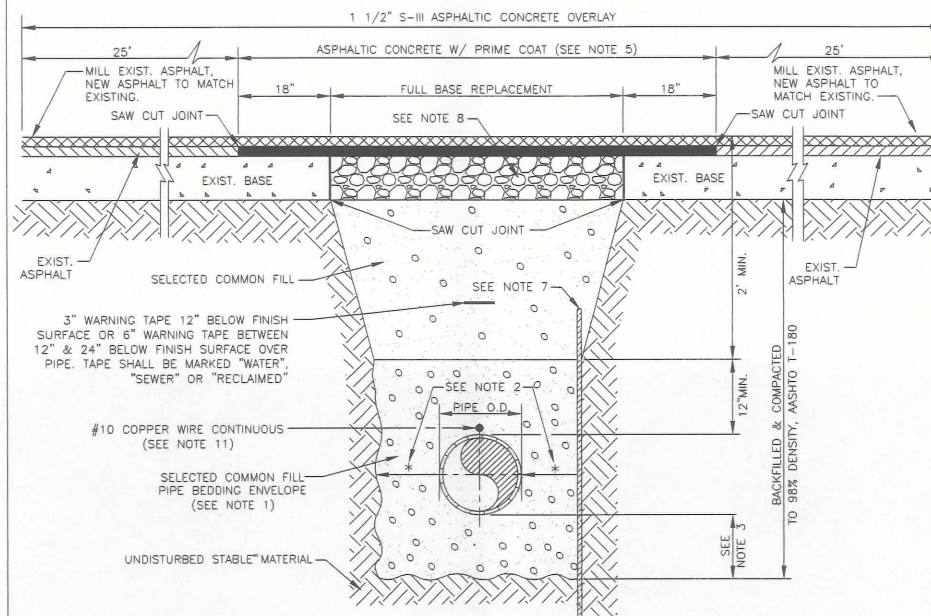 1 1/2" S-III ASPHALTIC CONCRETE OVERLAY
25'
ASPHALTIC CONCRETE W/ PRIME COAT (SEE NOTE 5)
25'
MILL EXIST. ASPHALT,
NEW ASPHALT TO MATCH
EXISTING.
MILL EXIST. ASPHALT,
NEW ASPHALT TO
MATCH EXISTING.
18"
FULL BASE REPLACEMENT
18"
SAW CUT JOINT
SEE NOTE 8
SAW CUT JOINT
EXIST. BASE
EXIST. BASE
SAW CUT JOINT
EXIST.
ASPHALT
EXIST.
ASPHALT
SELECTED COMMON FILL
SEE NOTE 7
2' MIN.
3" WARNING TAPE 12" BELOW FINISH
SURFACE OR 6" WARNING TAPE BETWEEN
12" & 24" BELOW FINISH SURFACE OVER
PIPE. TAPE SHALL BE MARKED "WATER",
"SEWER" OR "RECLAIMED"
SEE NOTE 2
PIPE O.D.
12"MIN.
#10 COPPER WIRE CONTINUOUS
(SEE NOTE 11)
* *
SELECTED COMMON FILL
PIPE BEDDING ENVELOPE
(SEE NOTE 1)
BACKFILLED & COMPACTED
TO 98% DENSITY, AASHTO T-180
SEE
NOTE 3
UNDISTURBED STABLE MATERIAL